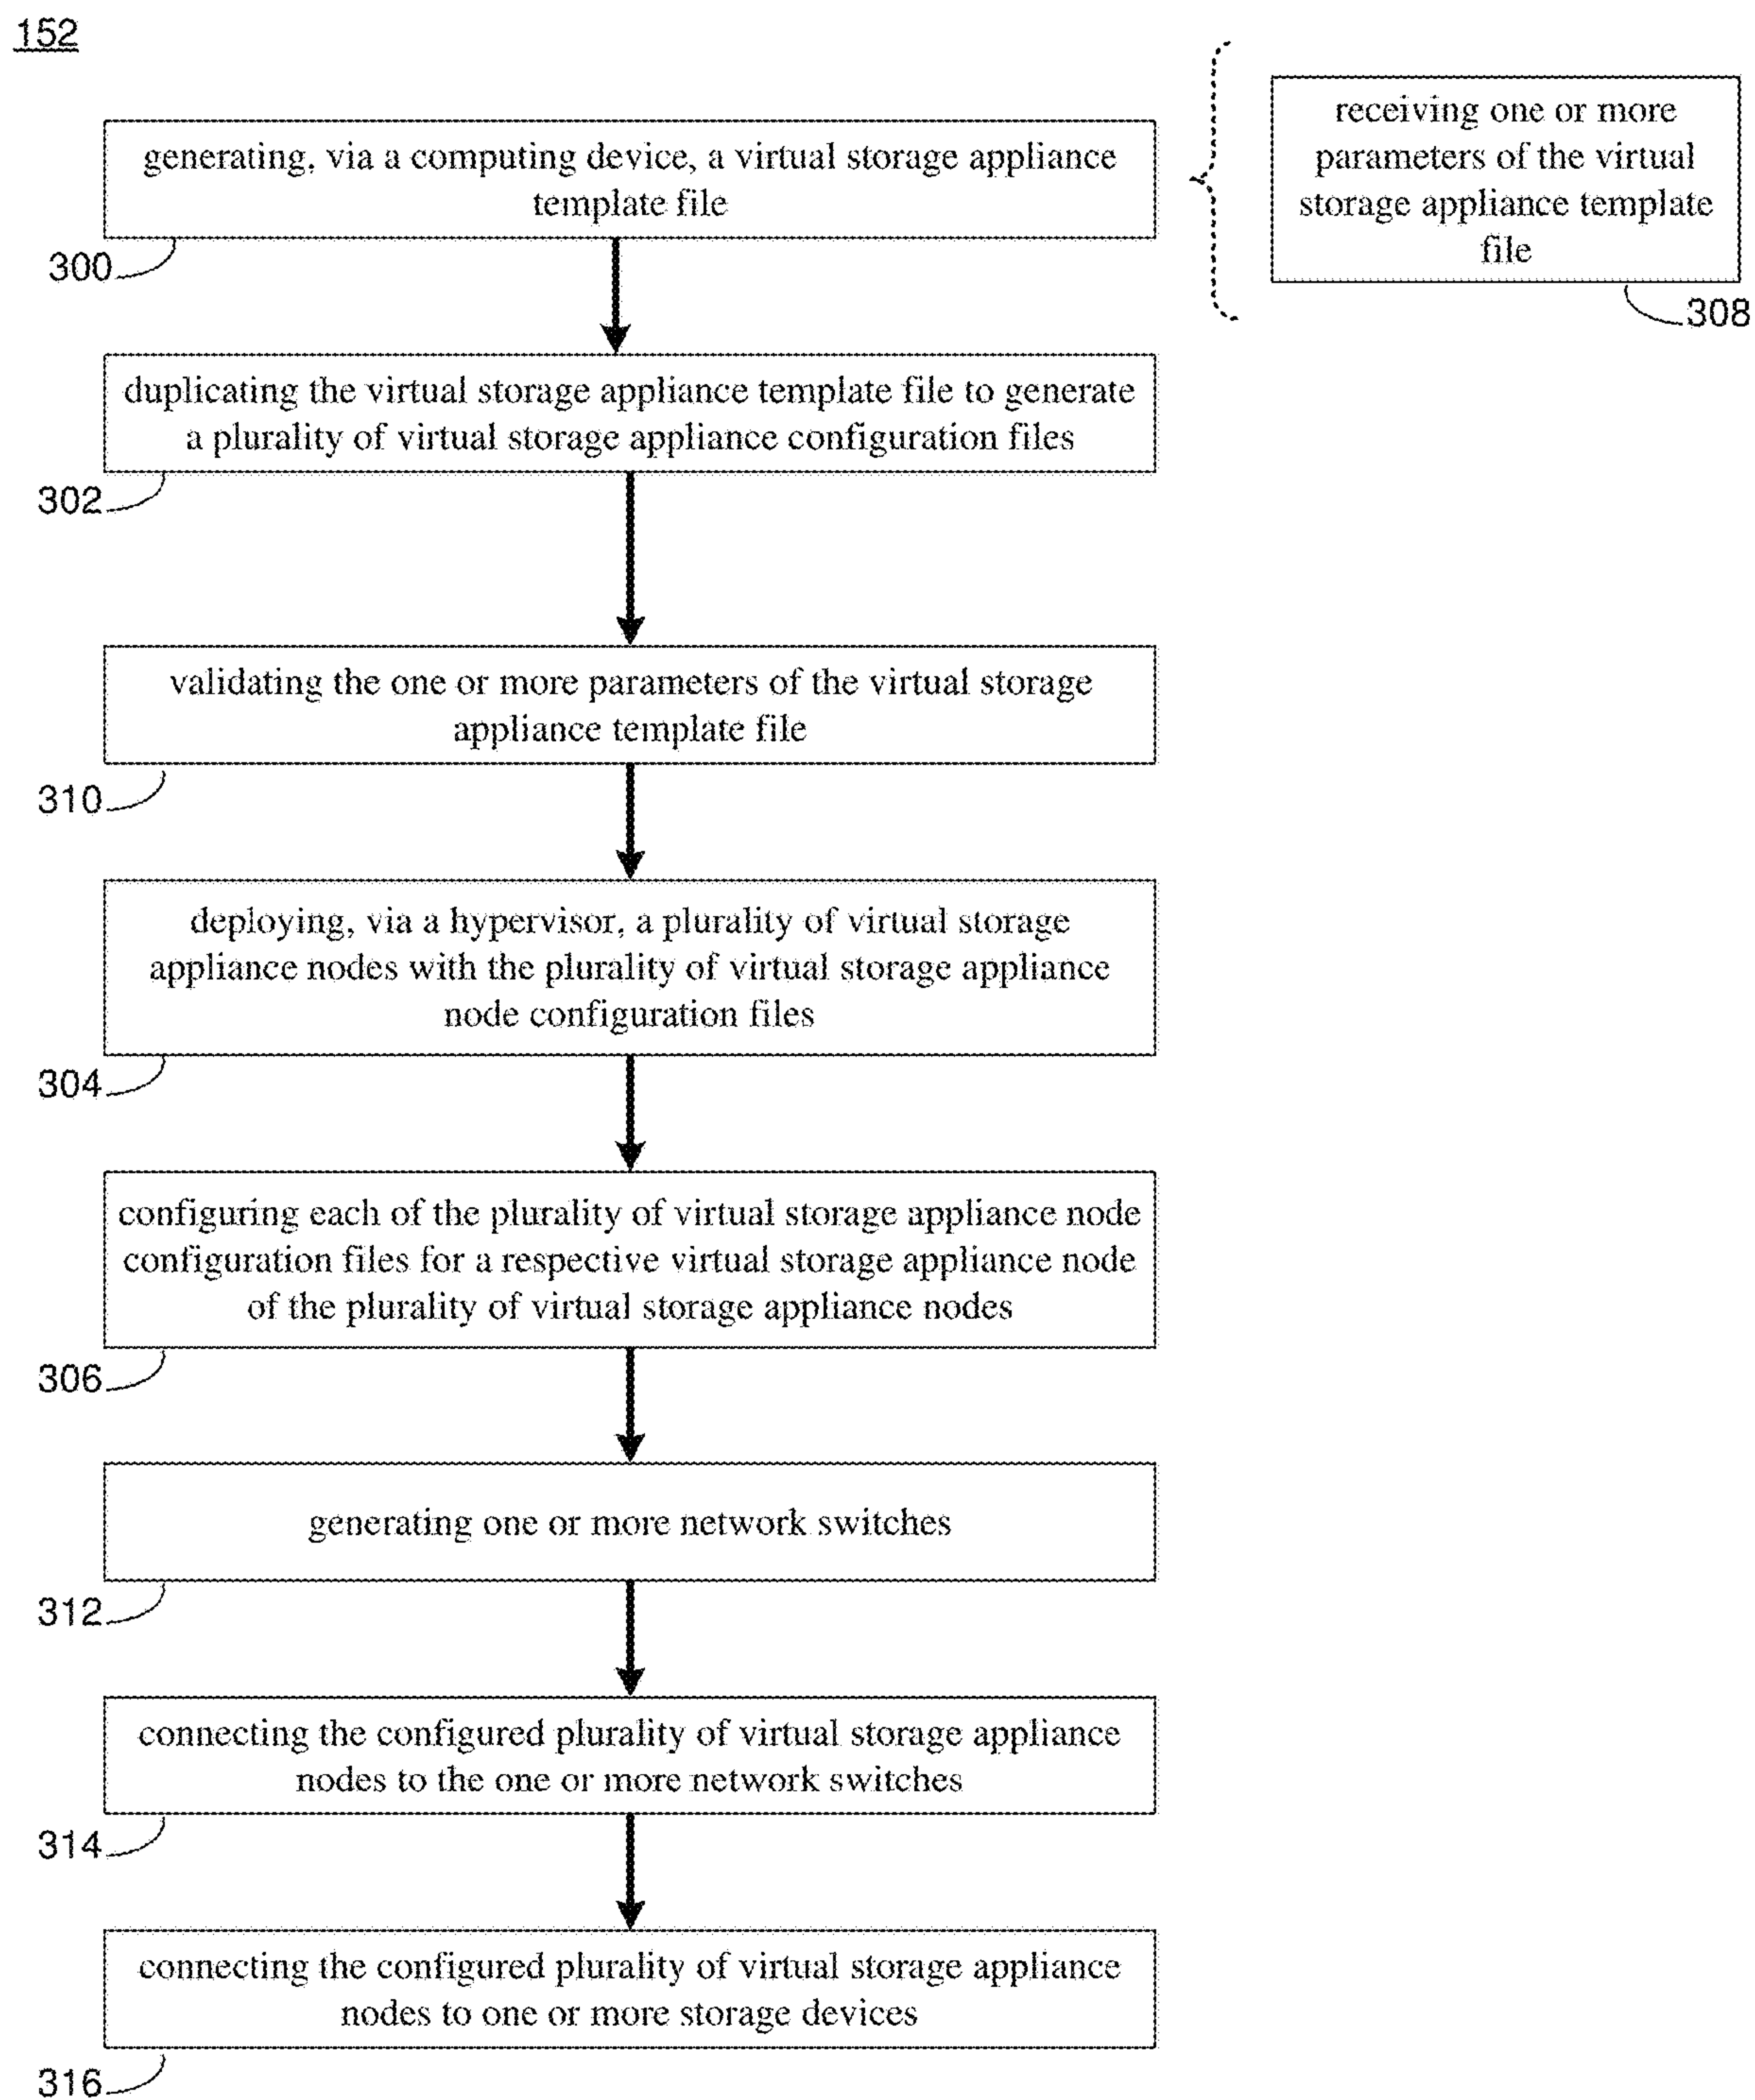 152
generating, via a computing device, a virtual storage appliance
template file
300
receiving one or more
parameters of the virtual
storage appliance template
file
308
duplicating the virtual storage appliance template file to generate
a plurality of virtual storage appliance configuration files
302
validating the one or more parameters of the virtual storage
appliance template file
310
deploying, via a hypervisor, a plurality of virtual storage
appliance nodes with the plurality of virtual storage appliance
node configuration files
304
configuring each of the plurality of virtual storage appliance node
configuration files for a respective virtual storage appliance node
of the plurality of virtual storage appliance nodes
306
generating one or more network switches
312
connecting the configured plurality of virtual storage appliance
nodes to the one or more network switches
314
connecting the configured plurality of virtual storage appliance
nodes to one or more storage devices
316